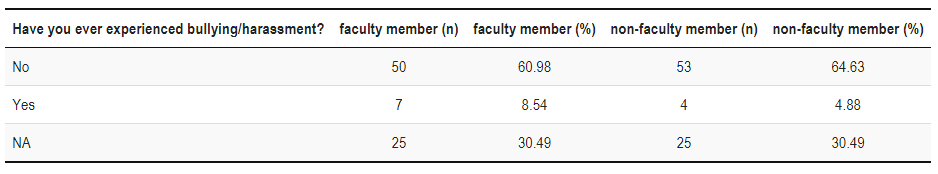 Have you ever experienced bullying/harassment? faculty member (n) faculty member (%) non-faculty member (n) non-faculty member (%)
No 50 60.98 53 64.63
Yes 7 8.54 4 4.88
NA 25 30.49 25 30.49